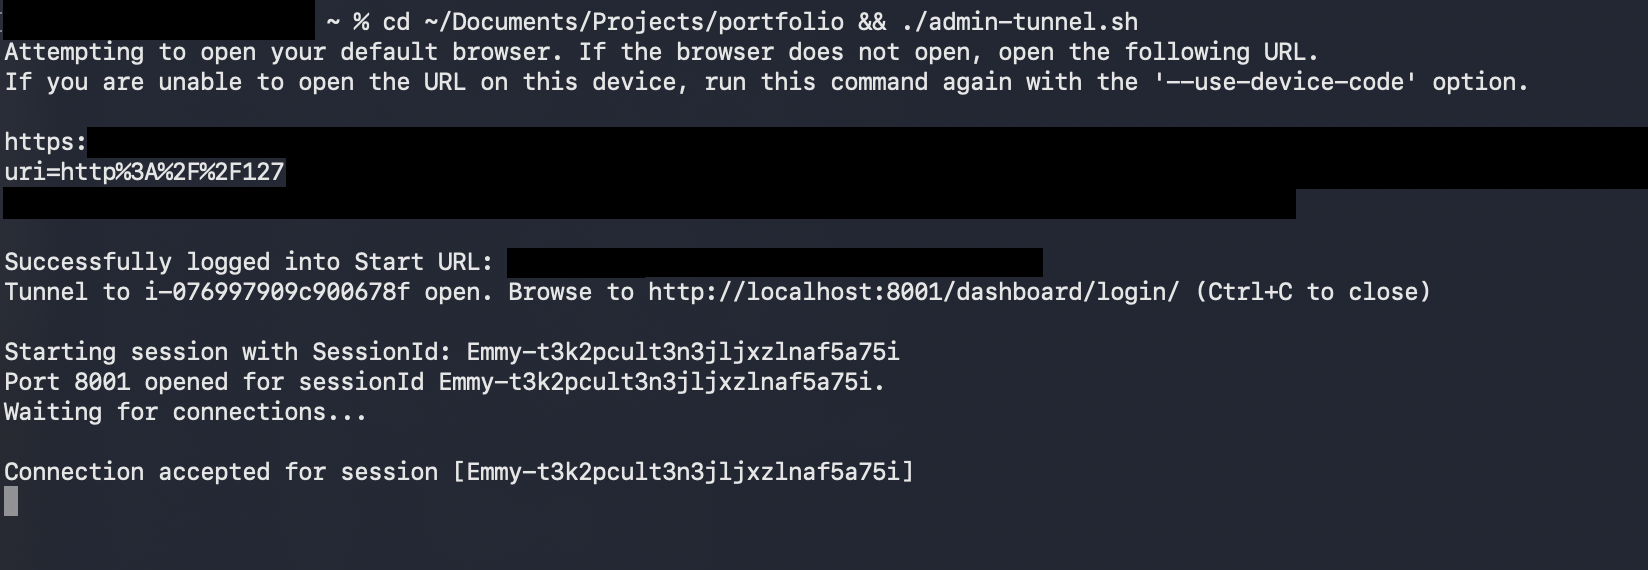 ~ % cd ~/Documents/Projects/portfolio && ./admin-tunnel.sh
Attempting to open your default browser. If the browser does not open, open the following URL.
If you are unable to open the URL on this device, run this command again with the '--use-device-code' option.
https:
uri=http%3A%2F%2F127
Successfully logged into Start URL:
Tunnel to i-076997909c900678f open. Browse to http://localhost:8001/dashboard/login/ (Ctrl+C to close)
Starting session with SessionId: Emmy-t3k2pcult3n3jljxzlnaf5a75i
Port 8001 opened for sessionId Emmy-t3k2pcult3n3jljxzlnaf5a75i.
Waiting for connections...
Connection accepted for session [Emmy-t3k2pcult3n3jljxzlnaf5a75i]